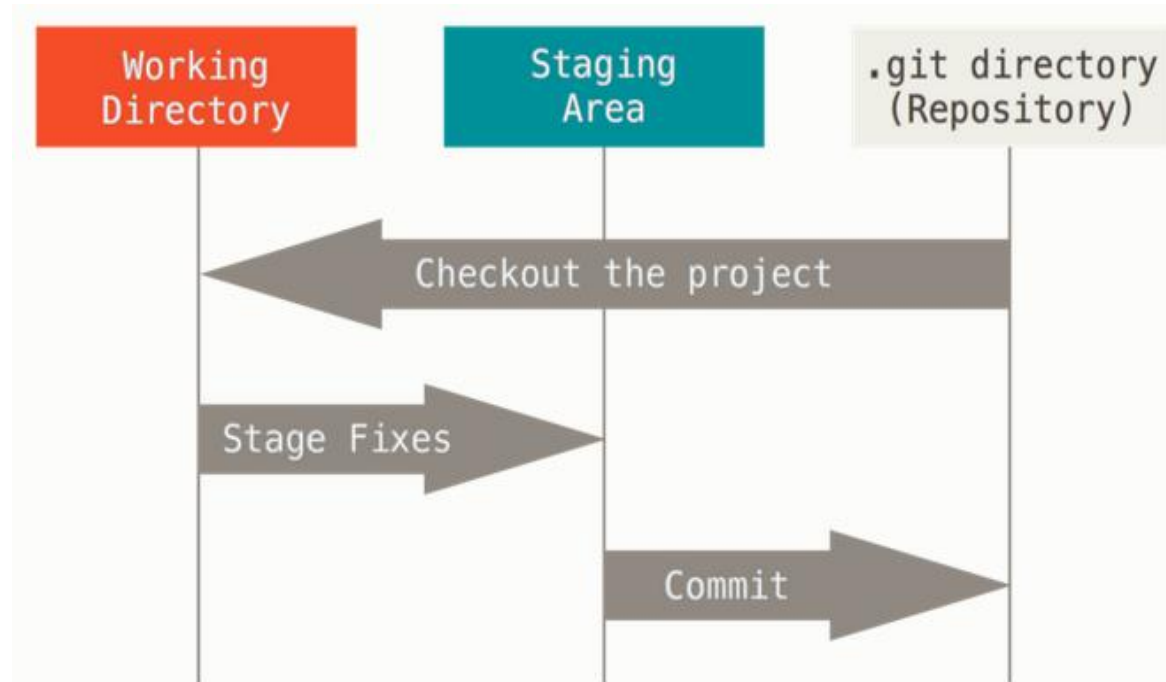 Working
Directory
Staging
Area
.git directory
(Repository)
Checkout the project
Stage Fixes
Commit